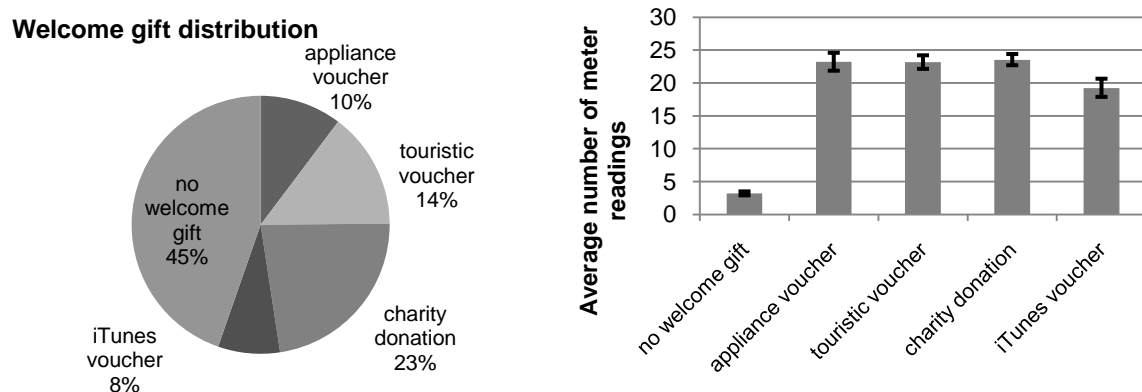 Welcome gift distribution
appliance
voucher
10%
touristic
voucher
14%
no
welcome
gift
45%
charity
donation
23%
iTunes
voucher
8%
Average number of meter
readings
30
25
20
15
10
5
0
no welcome gift
appliance voucher
touristic voucher
charity donation
iTunes voucher